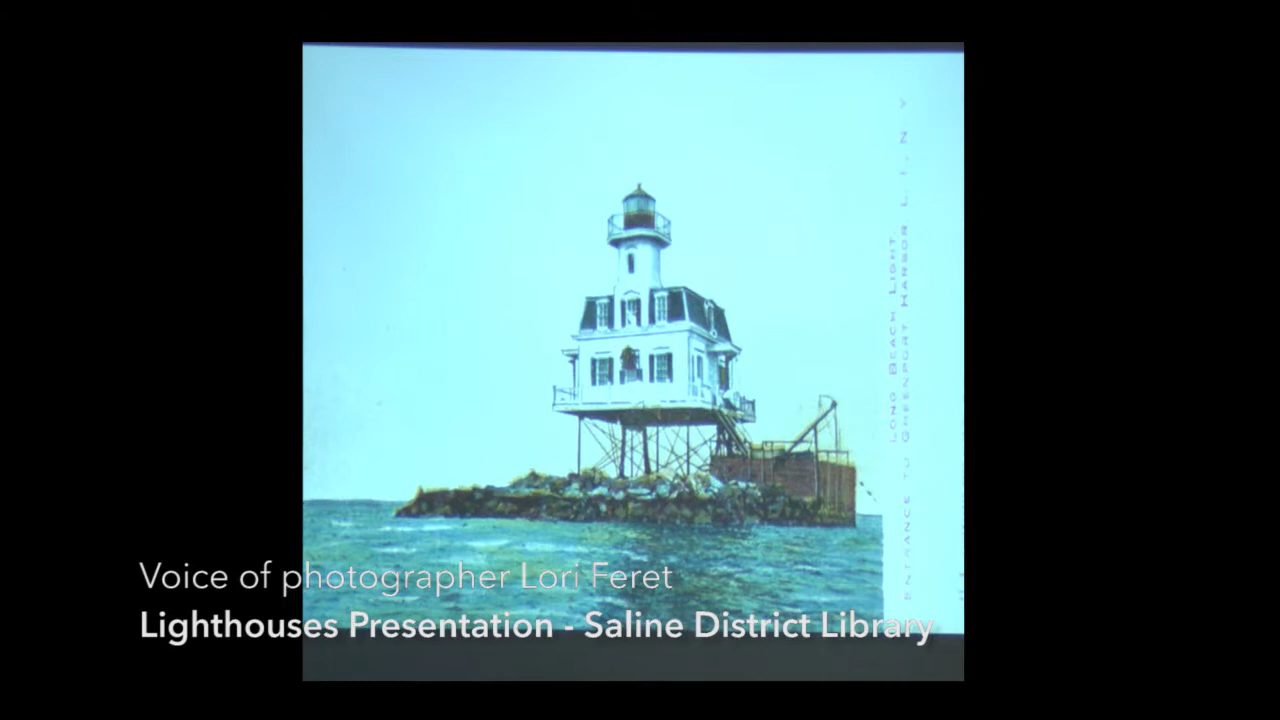 LONG BEACH LIGHT.
ENTRANCE TO GREENPORT HARBOR L. I., N Y
Voice of photographer Lori Feret
Lighthouses Presentation - Saline District Library